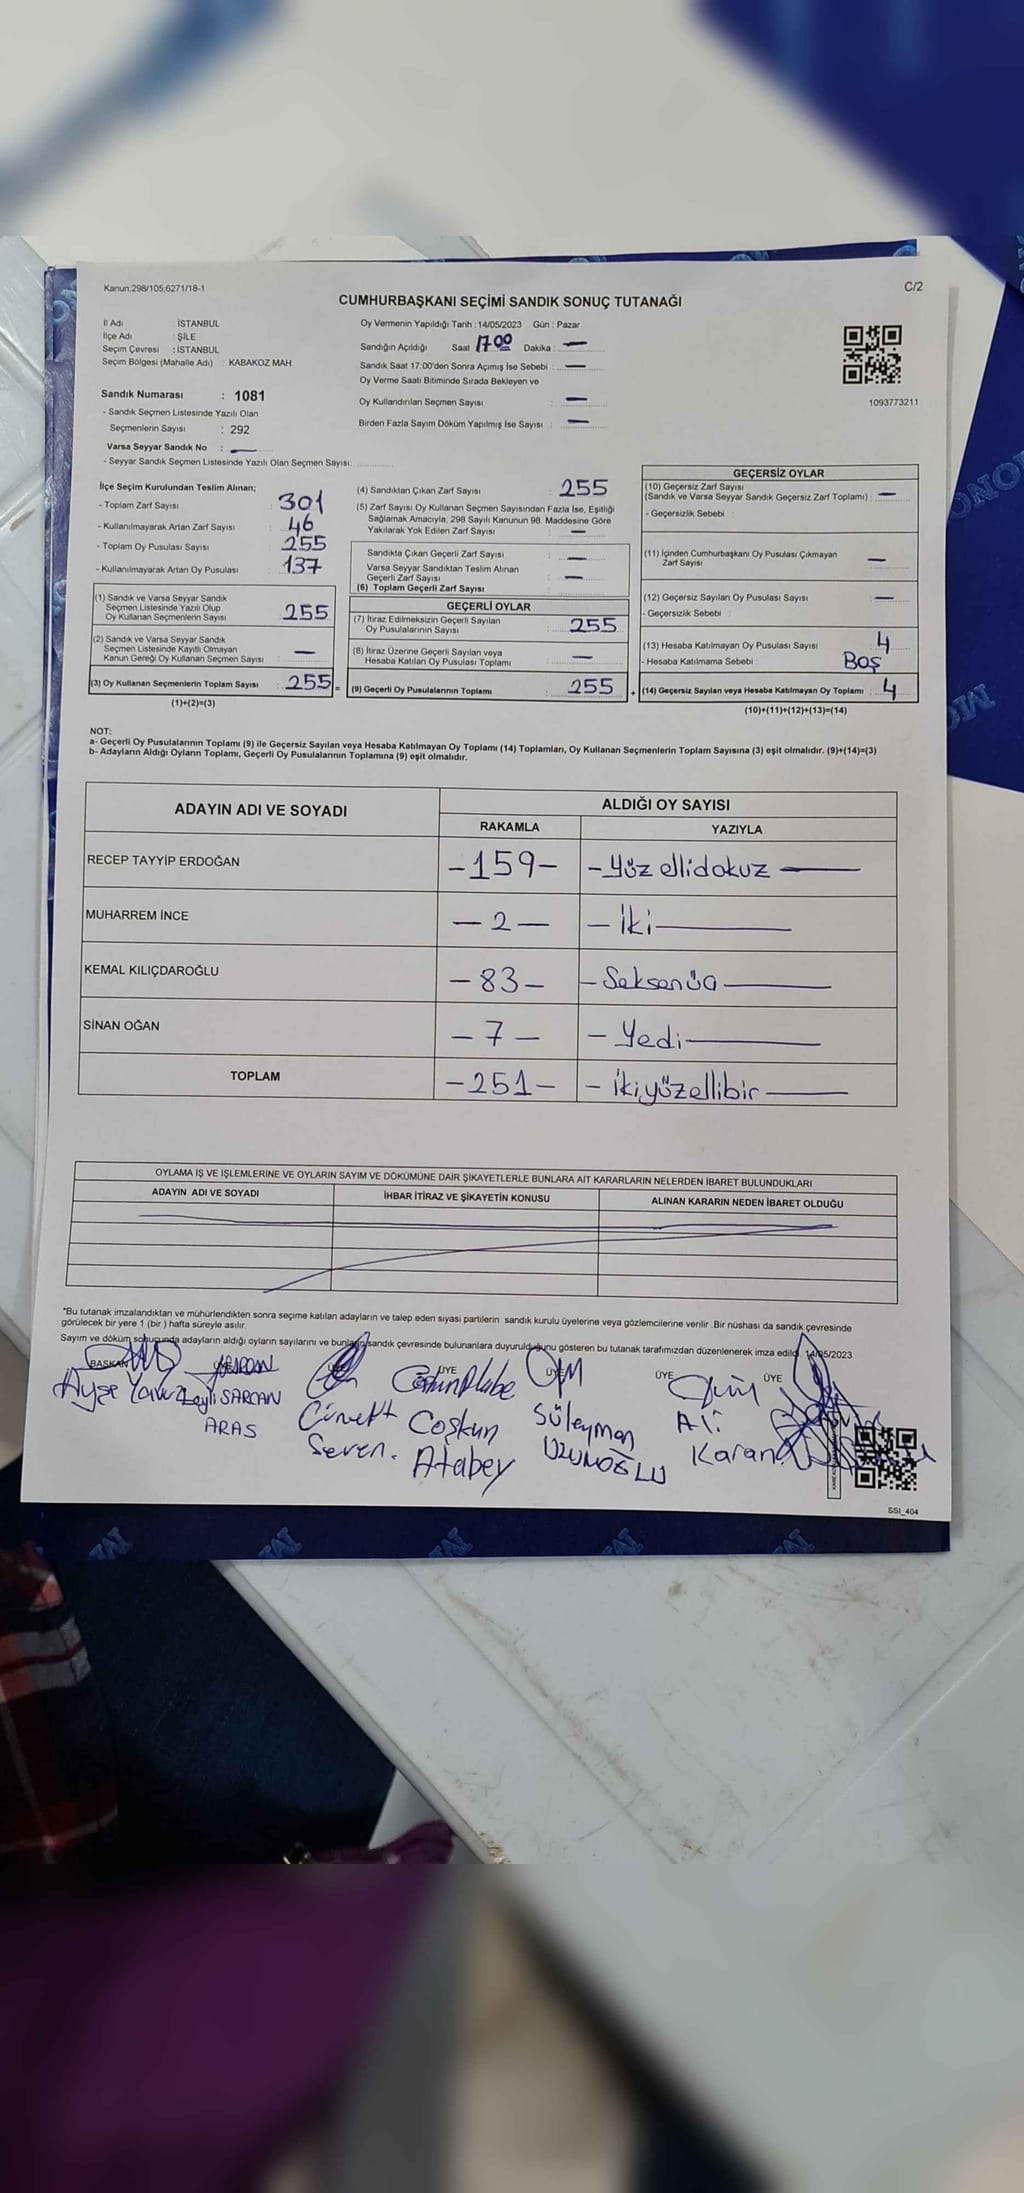 Kanun,298/105,6271/18-1
C/2
CUMHURBAŞKANI SEÇİMİ SANDIK SONUÇ TUTANAĞI
İl Adı : İSTANBUL
İlçe Adı : ŞİLE
Seçim Çevresi : İSTANBUL
Seçim Bölgesi (Mahalle Adı) : KABAKOZ MAH.
Sandık Numarası : 1081
- Sandık Seçmen Listesinde Yazılı Olan
Seçmenlerin Sayısı : 292
Varsa Seyyar Sandık No : —
- Seyyar Sandık Seçmen Listesinde Yazılı Olan Seçmen Sayısı:
Oy Vermenin Yapıldığı Tarih : 14/05/2023 Gün : Pazar
Sandığın Açıldığı Saat 17 00 Dakika : —
Sandık Saat 17.00'den Sonra Açımış İse Sebebi : —
Oy Verme Saati Bitiminde Sırada Bekleyen ve
Oy Kullandırılan Seçmen Sayısı : —
Birden Fazla Sayım Döküm Yapılmış İse Sayısı : —
1093773211
İlçe Seçim Kurulundan Teslim Alınan;
- Toplam Zarf Sayısı : 301
- Kullanılmayarak Artan Zarf Sayısı : 46
- Toplam Oy Pusulası Sayısı : 255
- Kullanılmayarak Artan Oy Pusulası : 137
(1) Sandık ve Varsa Seyyar Sandık
Seçmen Listesinde Yazılı Olup
Oy Kullanan Seçmenlerin Sayısı : 255
(2) Sandık ve Varsa Seyyar Sandık
Seçmen Listesinde Kayıtlı Olmayan
Kanun Gereği Oy Kullanan Seçmen Sayısı : —
(3) Oy Kullanan Seçmenlerin Toplam Sayısı : 255 =
(1)+(2)=(3)
(4) Sandıktan Çıkan Zarf Sayısı : 255
(5) Zarf Sayısı Oy Kullanan Seçmen Sayısından Fazla İse, Eşitliği
Sağlamak Amacıyla, 298 Sayılı Kanunun 98. Maddesine Göre
Yakılarak Yok Edilen Zarf Sayısı : —
Sandıkta Çıkan Geçerli Zarf Sayısı : —
Varsa Seyyar Sandıktan Teslim Alınan
Geçerli Zarf Sayısı : —
(6) Toplam Geçerli Zarf Sayısı :
GEÇERLİ OYLAR
(7) İtiraz Edilmeksizin Geçerli Sayılan
Oy Pusulalarının Sayısı : 255
(8) İtiraz Üzerine Geçerli Sayılan veya
Hesaba Katılan Oy Pusulası Toplamı : —
(9) Geçerli Oy Pusulalarının Toplamı : 255 +
GEÇERSİZ OYLAR
(10) Geçersiz Zarf Sayısı
(Sandık ve Varsa Seyyar Sandık Geçersiz Zarf Toplamı) : —
- Geçersizlik Sebebi :
(11) İçinden Cumhurbaşkanı Oy Pusulası Çıkmayan
Zarf Sayısı : —
(12) Geçersiz Sayılan Oy Pusulası Sayısı : —
- Geçersizlik Sebebi :
(13) Hesaba Katılmayan Oy Pusulası Sayısı : 4
- Hesaba Katılmama Sebebi : Boş
(14) Geçersiz Sayılan veya Hesaba Katılmayan Oy Toplamı : 4
(10)+(11)+(12)+(13)=(14)
NOT:
a- Geçerli Oy Pusulalarının Toplamı (9) ile Geçersiz Sayılan veya Hesaba Katılmayan Oy Toplamı (14) Toplamları, Oy Kullanan Seçmenlerin Toplam Sayısına (3) eşit olmalıdır. (9)+(14)=(3)
b- Adayların Aldığı Oyların Toplamı, Geçerli Oy Pusulalarının Toplamına (9) eşit olmalıdır.
ADAYIN ADI VE SOYADI
ALDIĞI OY SAYISI
RAKAMLA YAZIYLA
RECEP TAYYİP ERDOĞAN -159- -Yüz ellidokuz —
MUHARREM İNCE — 2 — — iki —
KEMAL KILIÇDAROĞLU -83- - Seksenüç —
SİNAN OĞAN — 7 — — Yedi —
TOPLAM -251- - ikiyüzellibir —
OYLAMA İŞ VE İŞLEMLERİNE VE OYLARIN SAYIM VE DÖKÜMÜNE DAİR ŞİKAYETLERLE BUNLARA AİT KARARLARIN NELERDEN İBARET BULUNDUKLARI
ADAYIN ADI VE SOYADI İHBAR İTİRAZ VE ŞİKAYETİN KONUSU ALINAN KARARIN NEDEN İBARET OLDUĞU
*Bu tutanak imzalandıktan ve mühürlendikten sonra seçime katılan adayların ve talep eden siyasi partilerin sandık kurulu üyelerine veya gözlemcilerine verilir. Bir nüshası da sandık çevresinde
görülecek bir yere 1 (bir ) hafta süreyle asılır.
Sayım ve döküm sonucunda adayların aldığı oyların sayılarını ve bunların sandık çevresinde bulunanlara duyurulduğunu gösteren bu tutanak tarafımızdan düzenlenerek imza edildi. 14/05/2023
BAŞKAN ÜYE ÜYE ÜYE ÜYE
Ayşe Yavuz
Leyli SARCAN
ARAS
Cüneyt
Seven.
Coşkun
Atabey
Süleyman
UZUNOĞLU
Ali
Karan
SSI_404